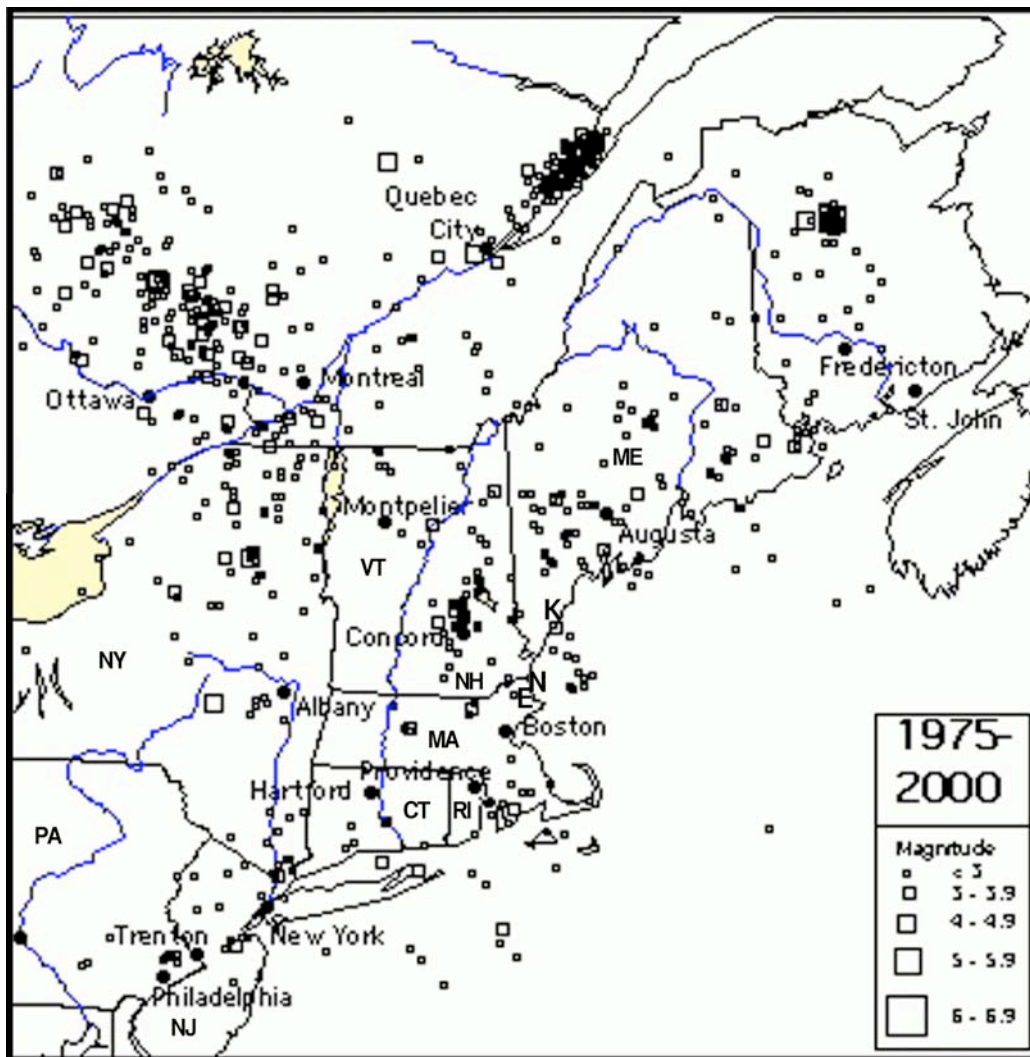 Quebec
City
Ottawa
Montreal
Fredericton
St. John
ME
Montpelier
Augusta
VT
K
Concord
NY
NH
N
E
Albany
MA
Boston
Providence
Hartford
CT
RI
PA
Trenton
New York
Philadelphia
NJ
1975-
2000
Magnitude
< 3
3 - 3.9
4 - 4.9
5 - 5.9
6 - 6.9